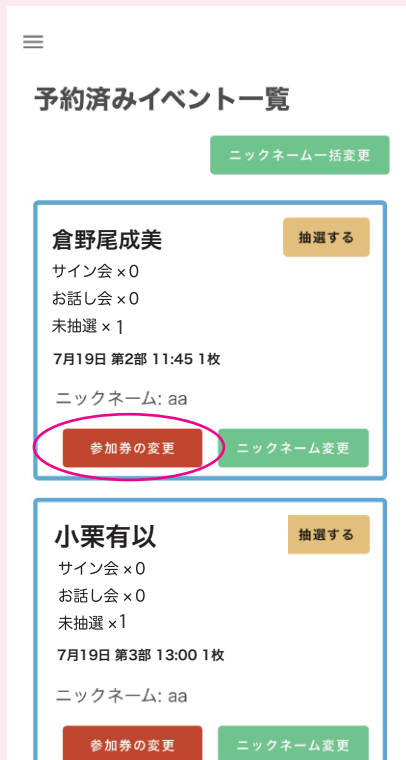 予約済みイベント一覧
ニックネーム一括変更
倉野尾成美
抽選する
サイン会×0
お話し会×0
未抽選×1
7月19日 第2部 11:45 1枚
ニックネーム: aa
参加券の変更
ニックネーム変更
小栗有以
抽選する
サイン会×0
お話し会×0
未抽選×1
7月19日 第3部 13:00 1枚
ニックネーム: aa
参加券の変更
ニックネーム変更